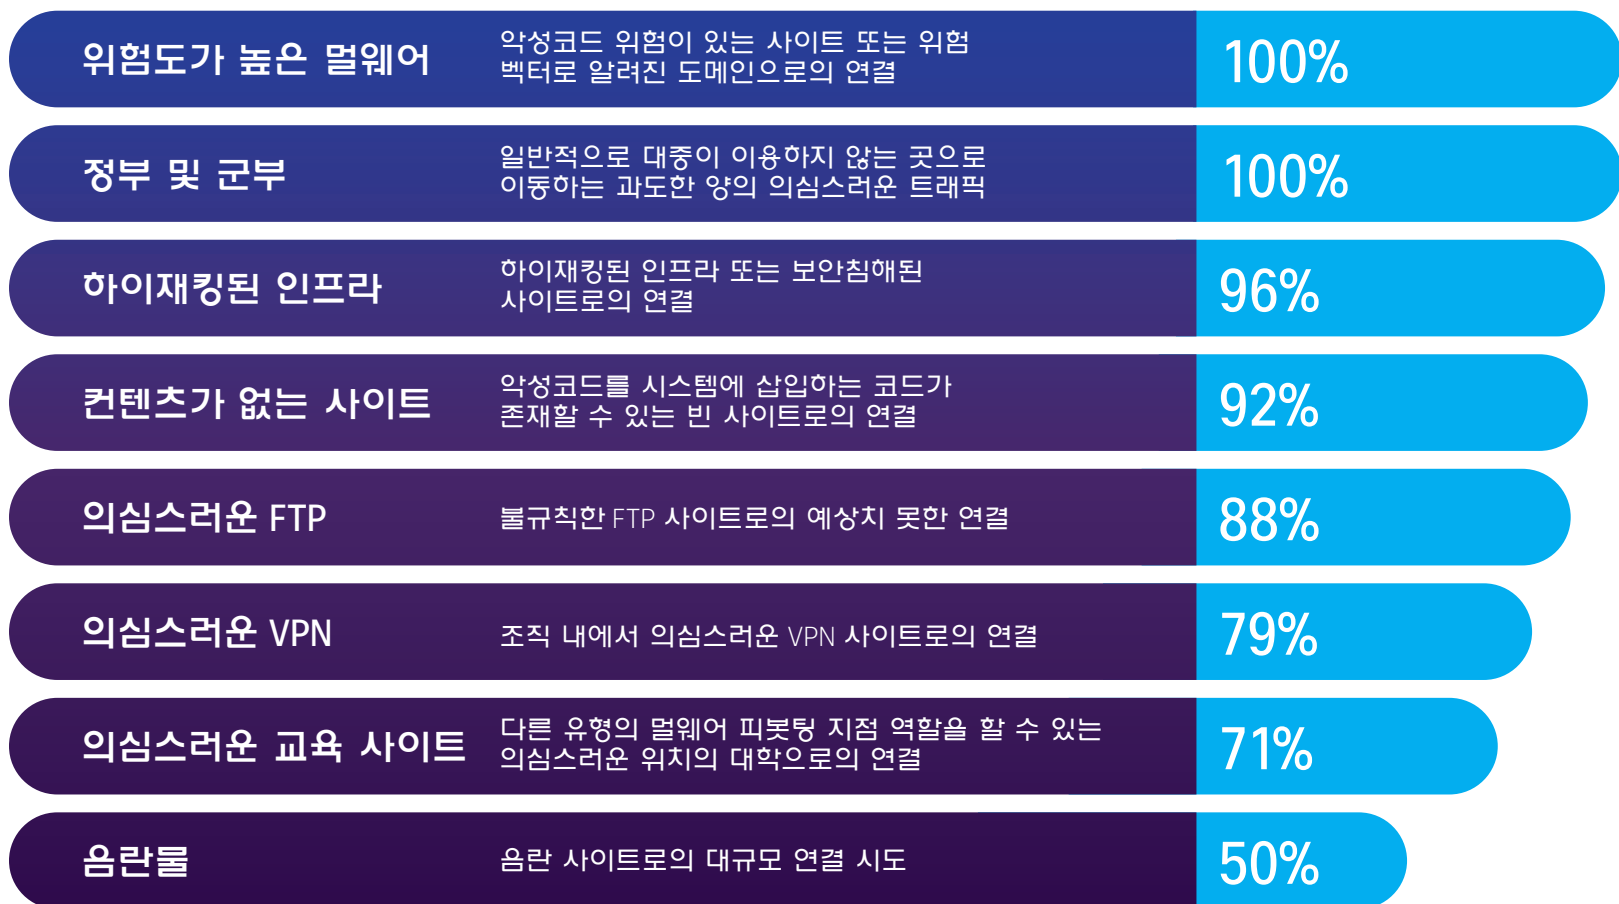 위험도가 높은 멀웨어
악성코드 위험이 있는 사이트 또는 위험
벡터로 알려진 도메인으로의 연결
100%
정부 및 군부
일반적으로 대중이 이용하지 않는 곳으로
이동하는 과도한 양의 의심스러운 트래픽
100%
하이재킹된 인프라
하이재킹된 인프라 또는 보안침해된
사이트로의 연결
96%
컨텐츠가 없는 사이트
악성코드를 시스템에 삽입하는 코드가
존재할 수 있는 빈 사이트로의 연결
92%
의심스러운 FTP
불규칙한 FTP 사이트로의 예상치 못한 연결
88%
의심스러운 VPN
조직 내에서 의심스러운 VPN 사이트로의 연결
79%
의심스러운 교육 사이트
다른 유형의 멀웨어 피봇팅 지점 역할을 할 수 있는
의심스러운 위치의 대학으로의 연결
71%
음란물
음란 사이트로의 대규모 연결 시도
50%